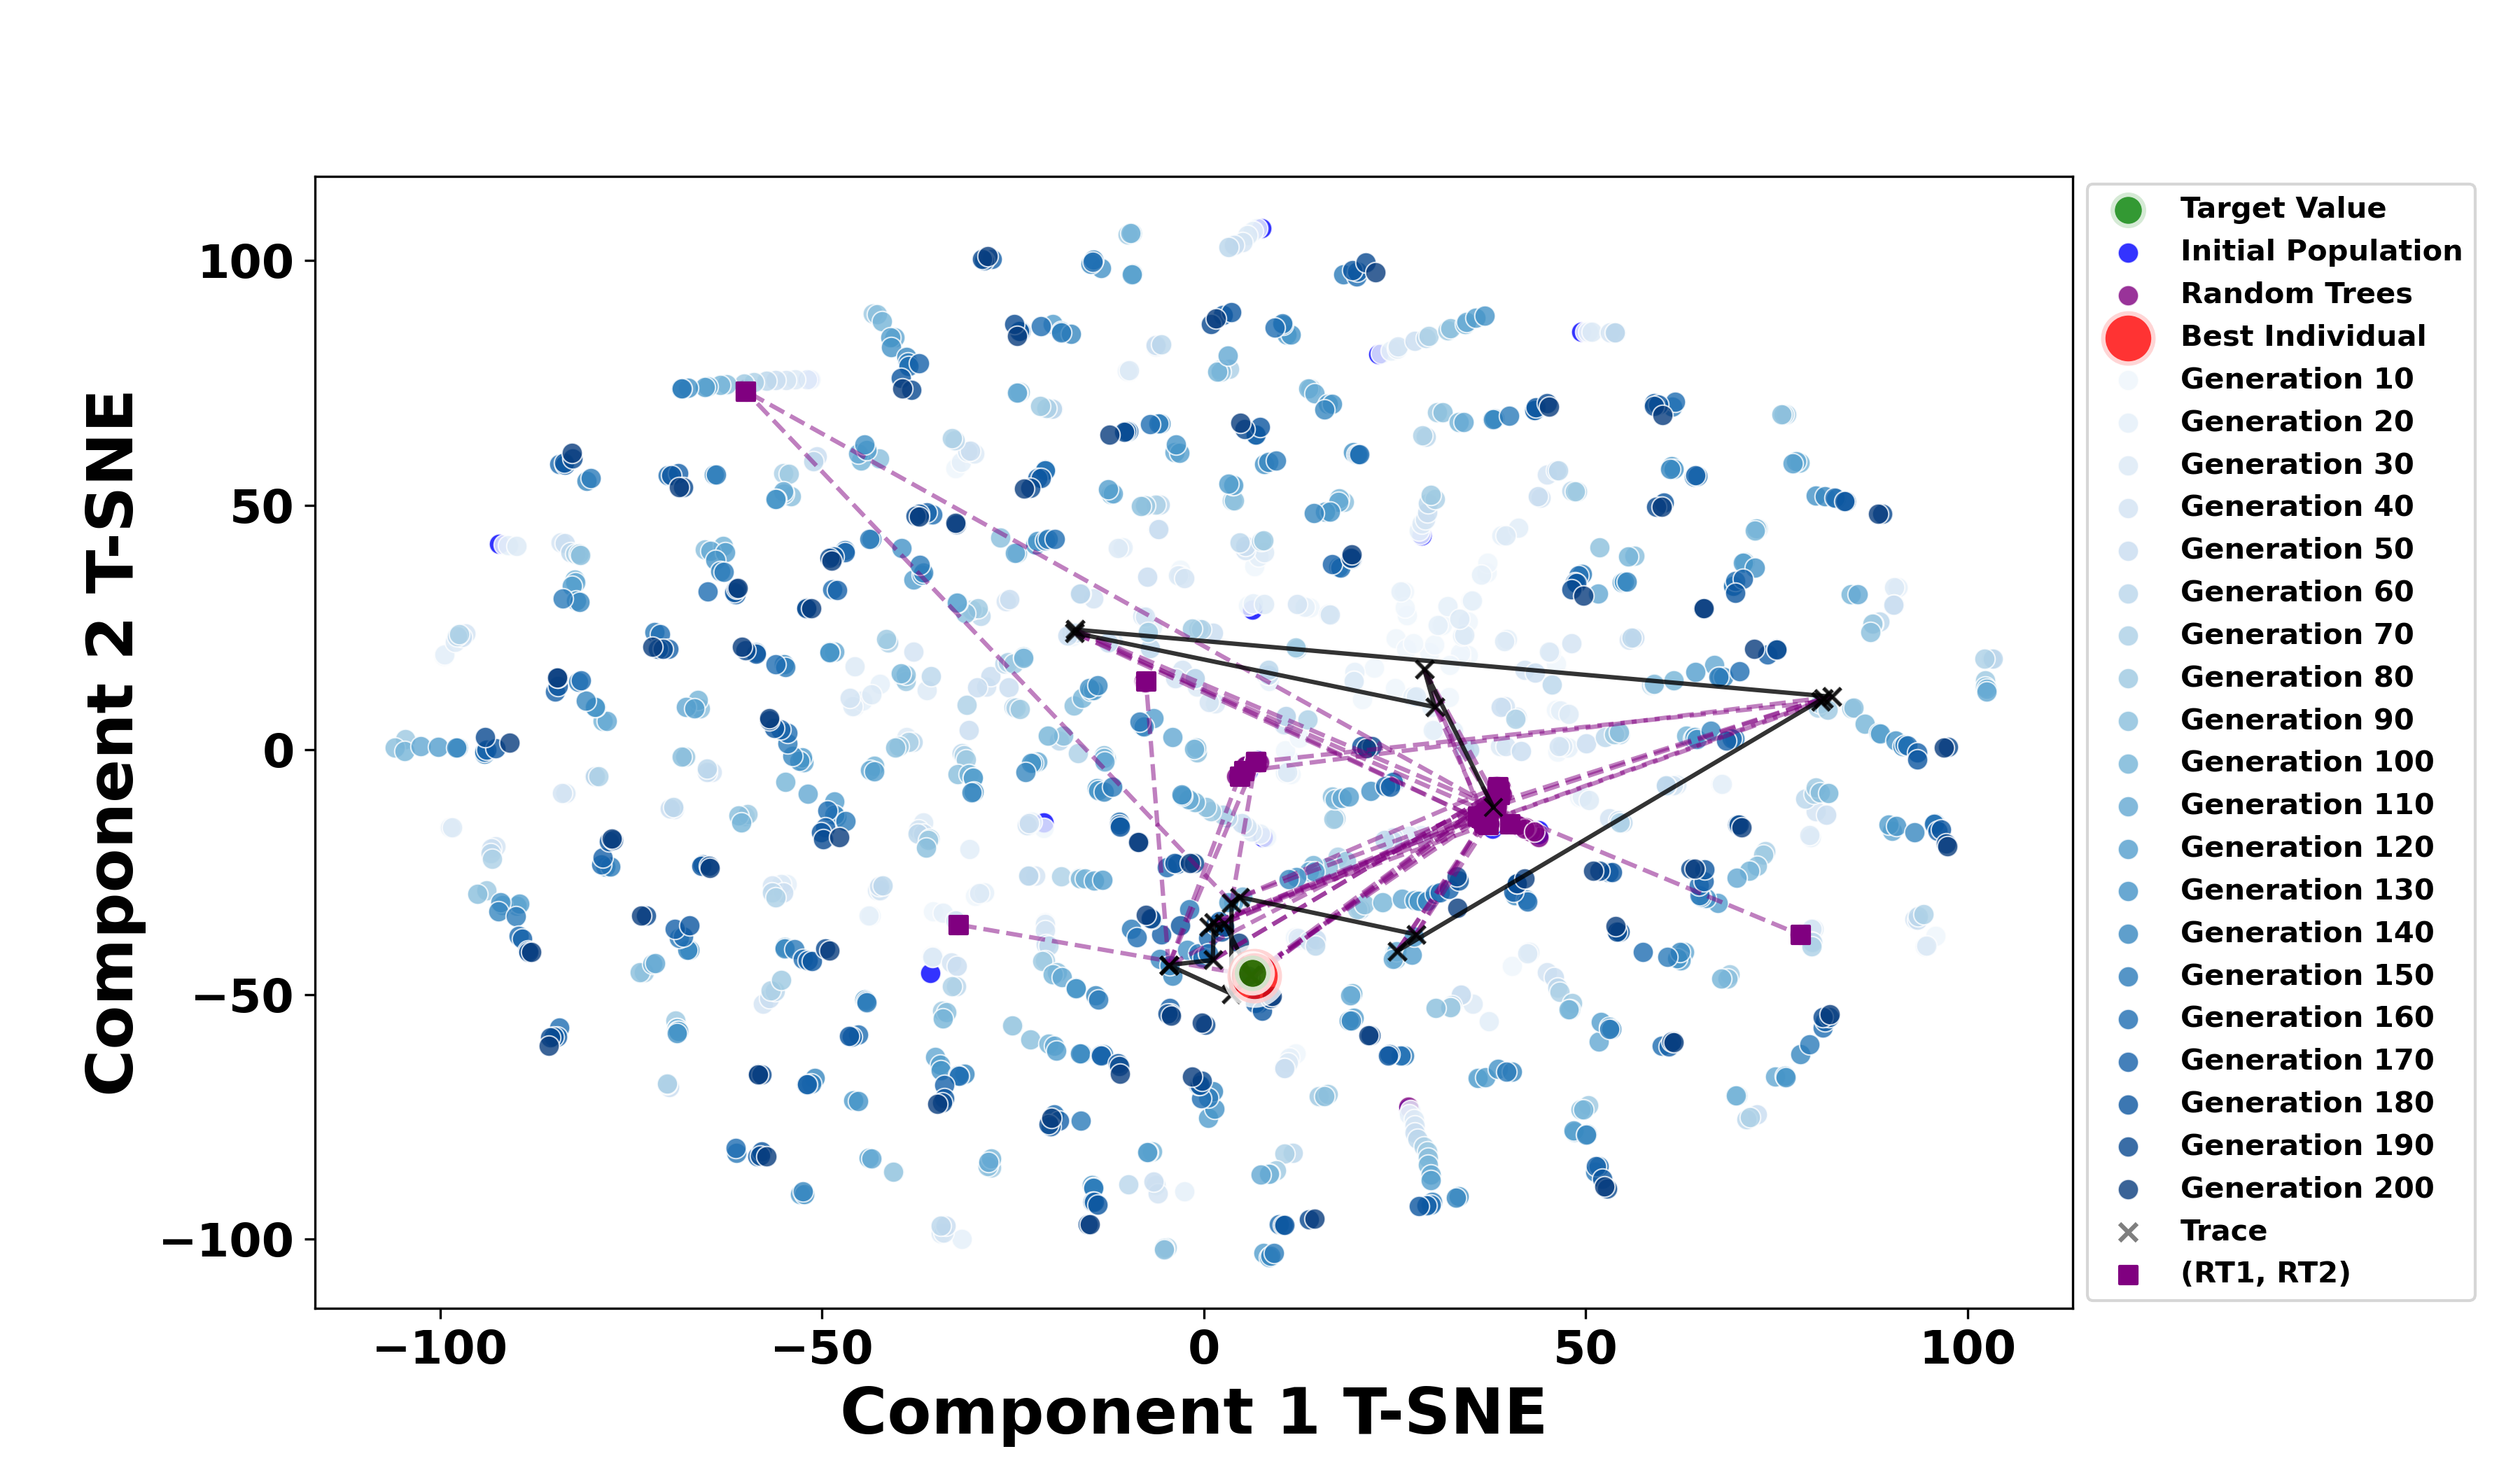 100
50
0
−50
−100
Component 2 T-SNE
−100
−50
0
50
100
Component 1 T-SNE
Target Value
Initial Population
Random Trees
Best Individual
Generation 10
Generation 20
Generation 30
Generation 40
Generation 50
Generation 60
Generation 70
Generation 80
Generation 90
Generation 100
Generation 110
Generation 120
Generation 130
Generation 140
Generation 150
Generation 160
Generation 170
Generation 180
Generation 190
Generation 200
Trace
(RT1, RT2)